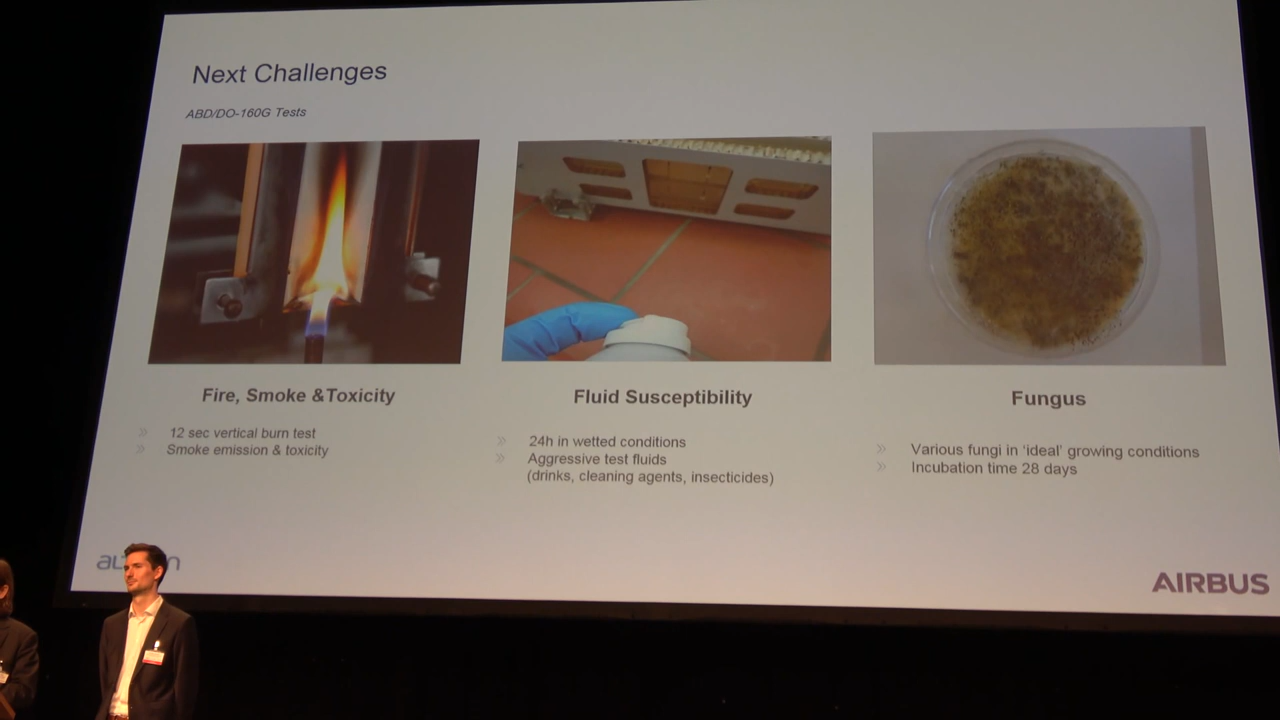 Next Challenges
ABD/DO-160G Tests
Fire, Smoke &Toxicity
» 12 sec vertical burn test
» Smoke emission & toxicity
Fluid Susceptibility
» 24h in wetted conditions
» Aggressive test fluids
(drinks, cleaning agents, insecticides)
Fungus
» Various fungi in ‘ideal’ growing conditions
» Incubation time 28 days
AIRBUS